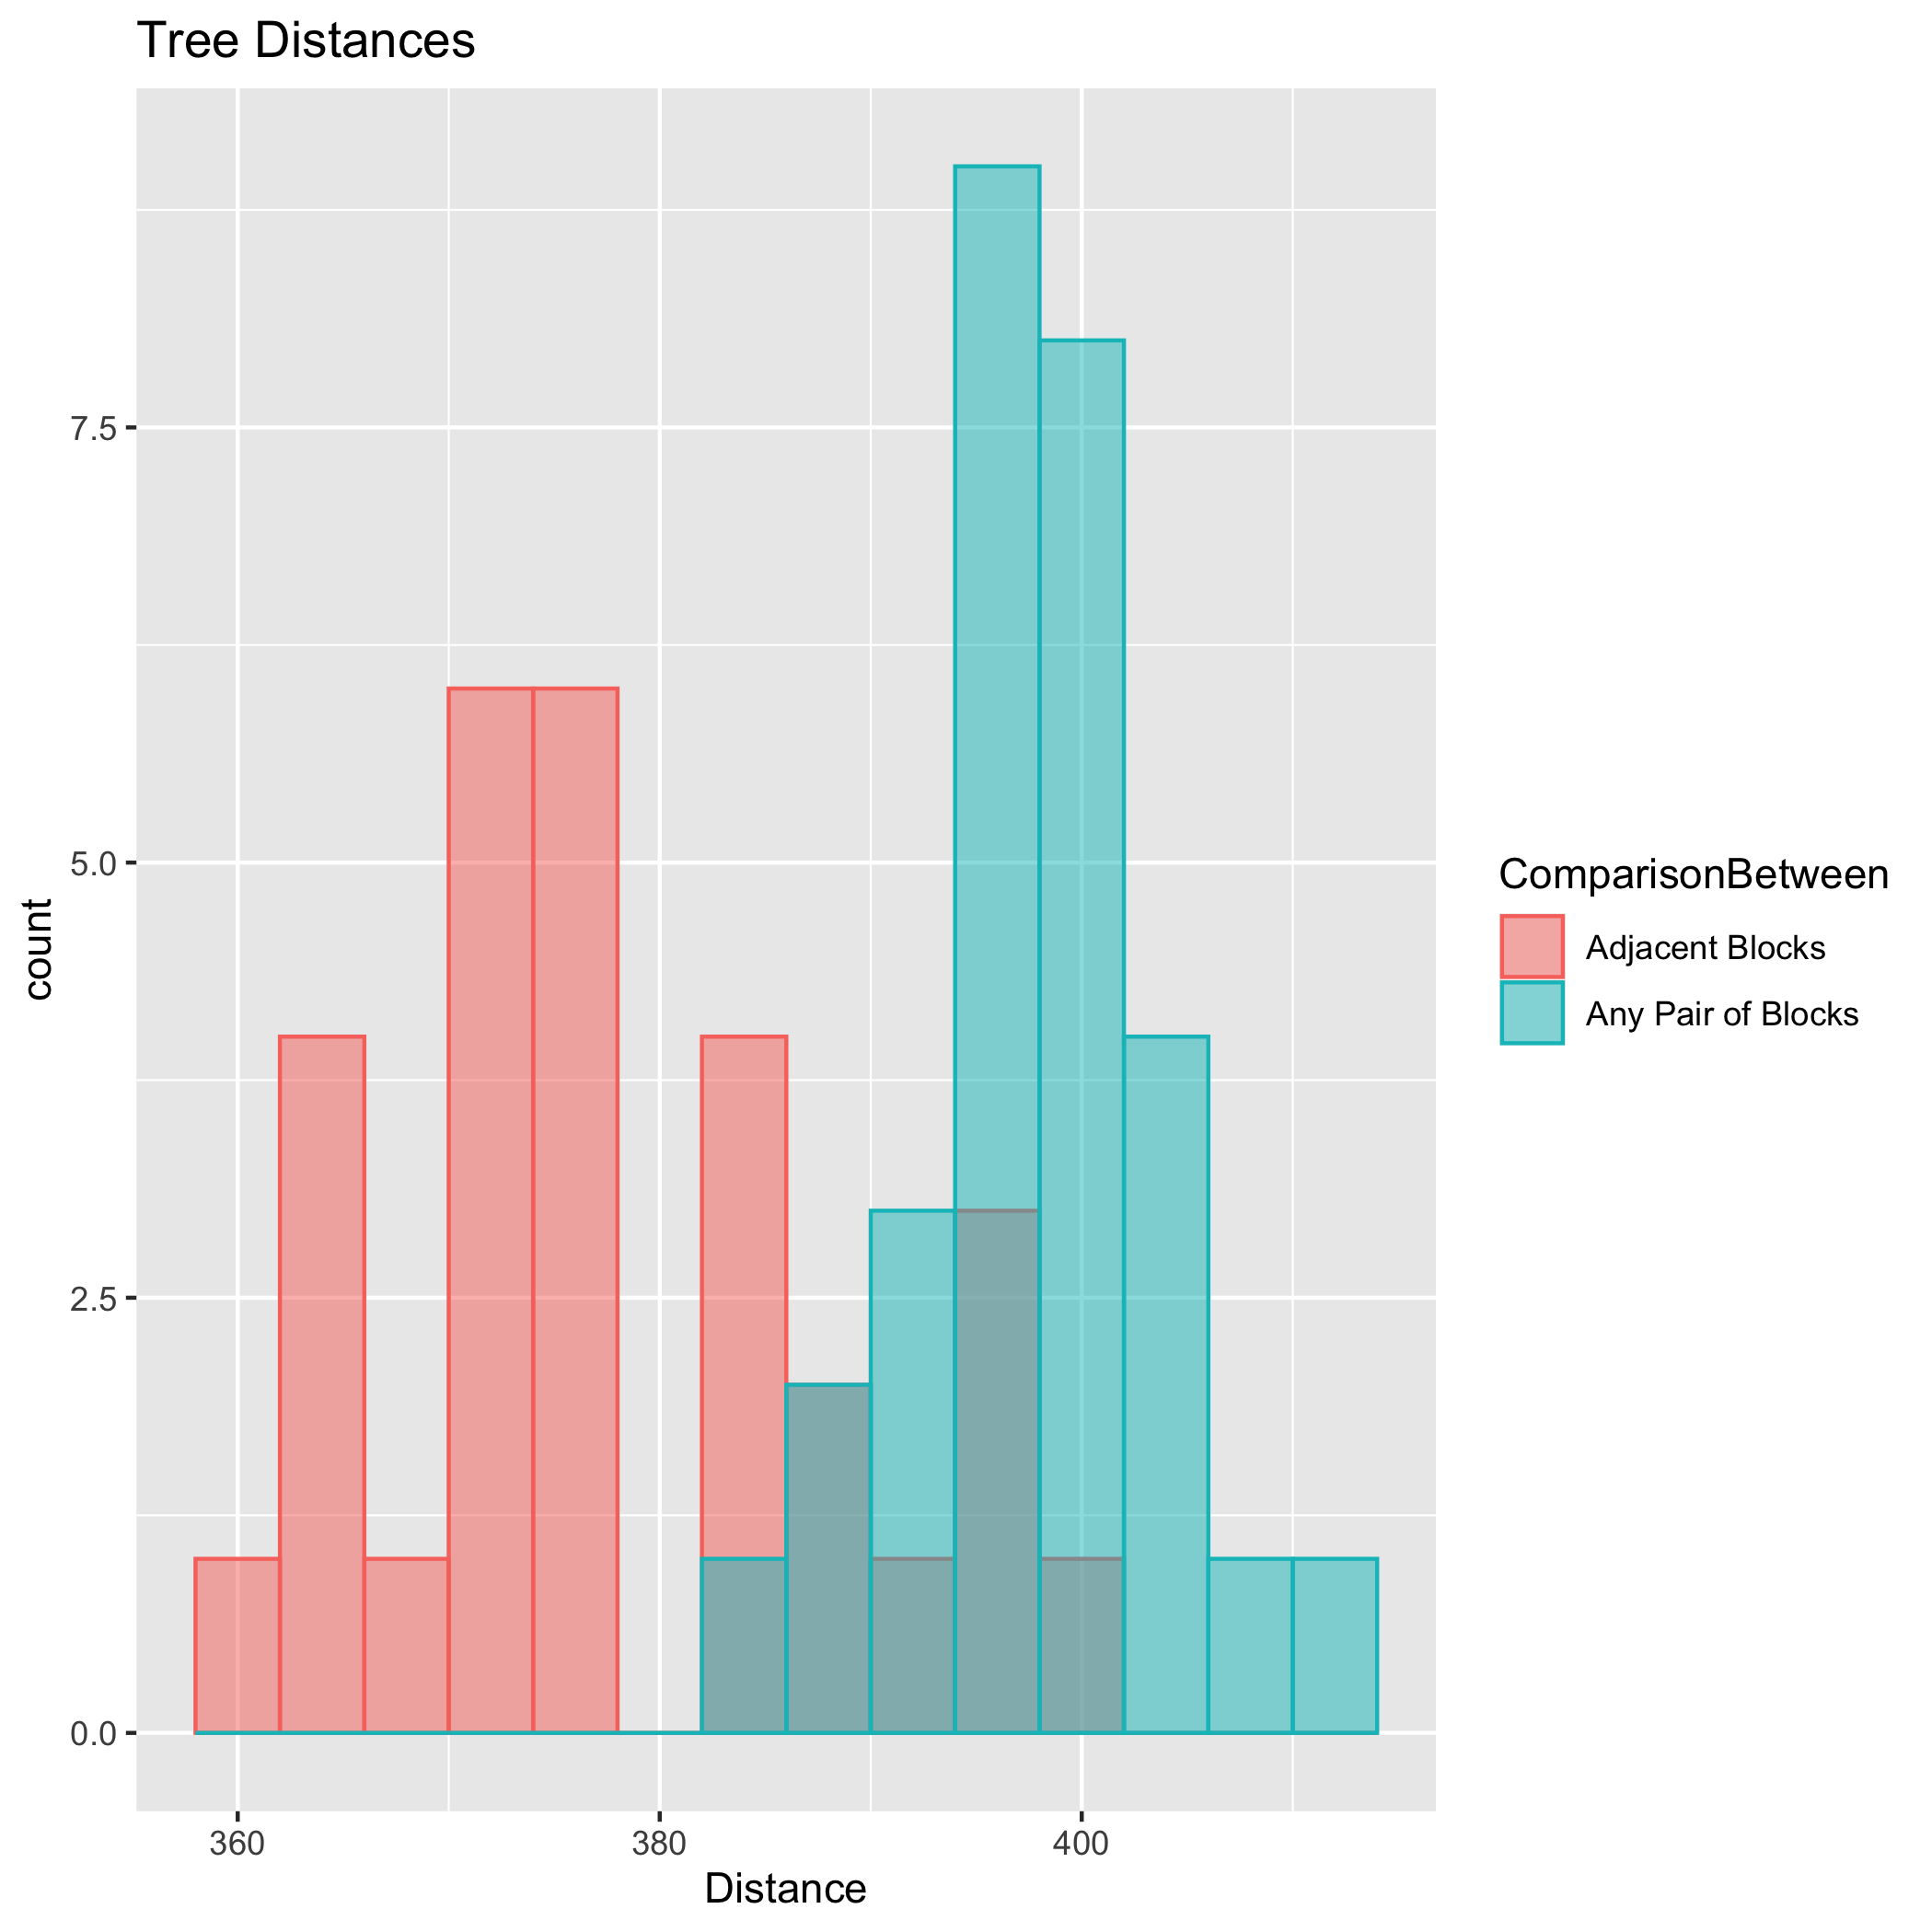 Tree Distances
7.5
5.0
2.5
0.0
count
360 380 400
Distance
ComparisonBetween
Adjacent Blocks
Any Pair of Blocks